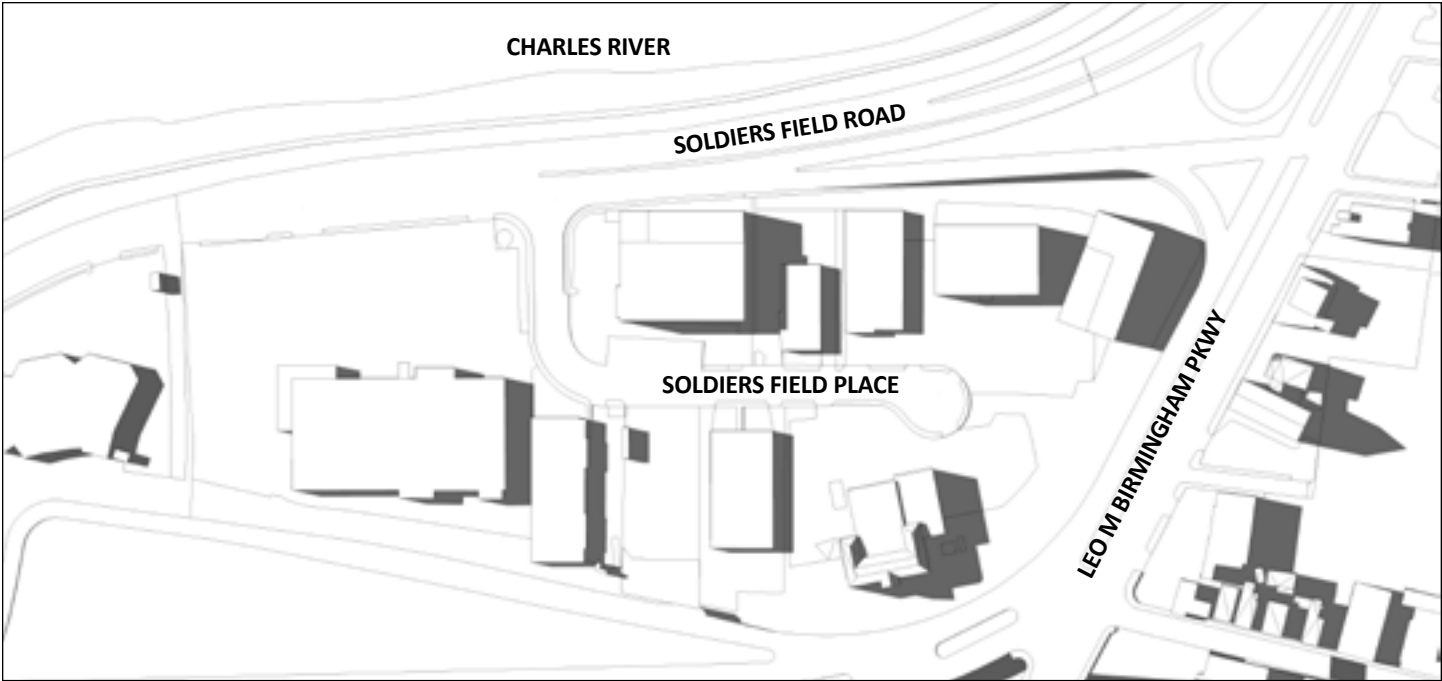 CHARLES RIVER
SOLDIERS FIELD ROAD
SOLDIERS FIELD PLACE
LEO M BIRMINGHAM PKWY